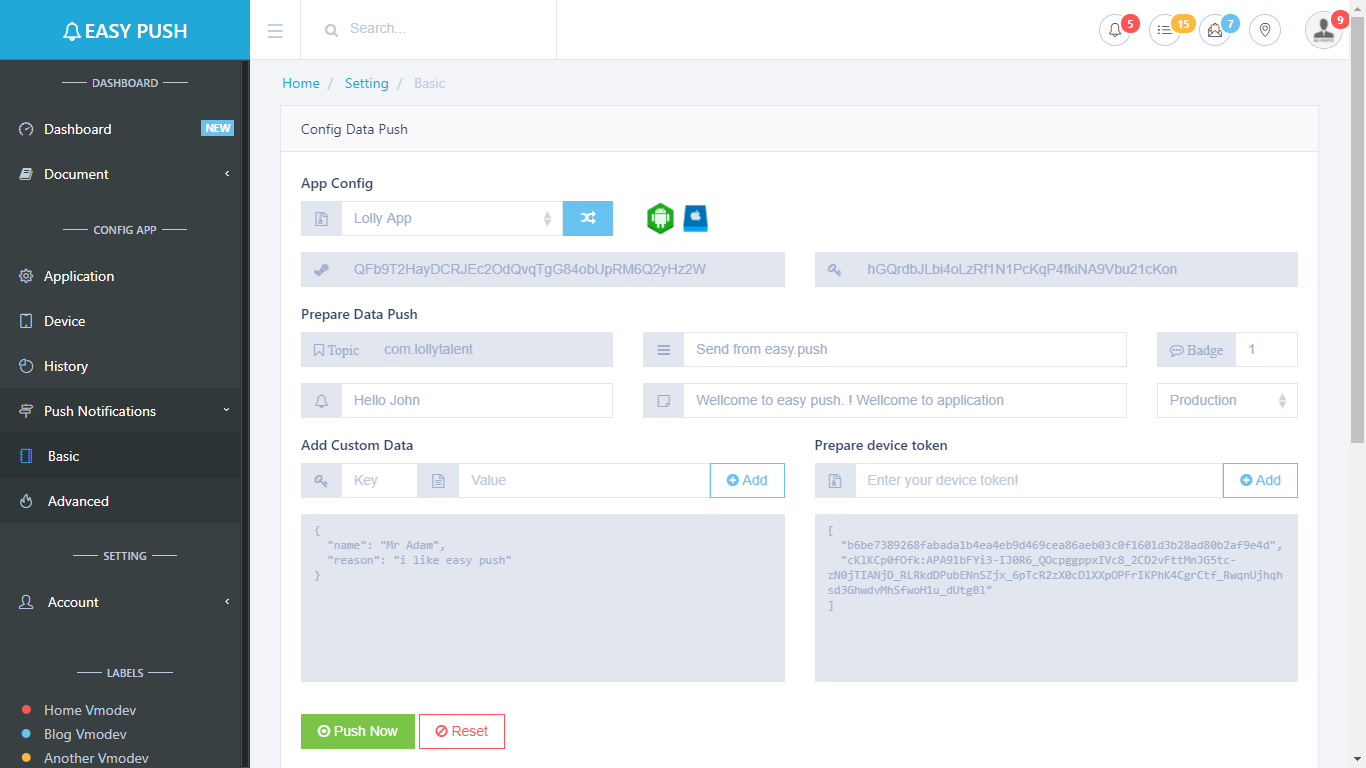 EASY PUSH
Search...
5
15
7
9
DASHBOARD
Dashboard
NEW
Document
CONFIG APP
Application
Device
History
Push Notifications
Basic
Advanced
SETTING
Account
LABELS
Home Vmodev
Blog Vmodev
Another Vmodev
Home / Setting / Basic
Config Data Push
App Config
Lolly App
QFb9T2HayDCRJEc2OdQvqTgG84obUpRM6Q2yHz2W
hGQrdbJLbi4oLzRf1N1PcKqP4fkiNA9Vbu21cKon
Prepare Data Push
Topic com.lollytalent
Send from easy.push
Badge 1
Hello John
Wellcome to easy push. ! Wellcome to application
Production
Add Custom Data
Key
Value
Add
{
"name": "Mr Adam",
"reason": "i like easy push"
}
Prepare device token
Enter your device token!
Add
[
"b6be7389268fabada1b4ea4eb9d469cea86aeb03c0f1601d3b28ad80b2af9e4d",
"cKlKCp0fOfk:APA91bFYi3-IJ0R6_QOcpggppxIVc8_2CD2vFttMnJG5tc-
zN0jTIANjD_RLRkdDPubENnSZjx_6pTcR2zX0cDlXXpOPFrIKPhK4CgrCtf_RwqnUjhqh
sd3GhwdvMhSfwoH1u_dUtgBl"
]
Push Now
Reset